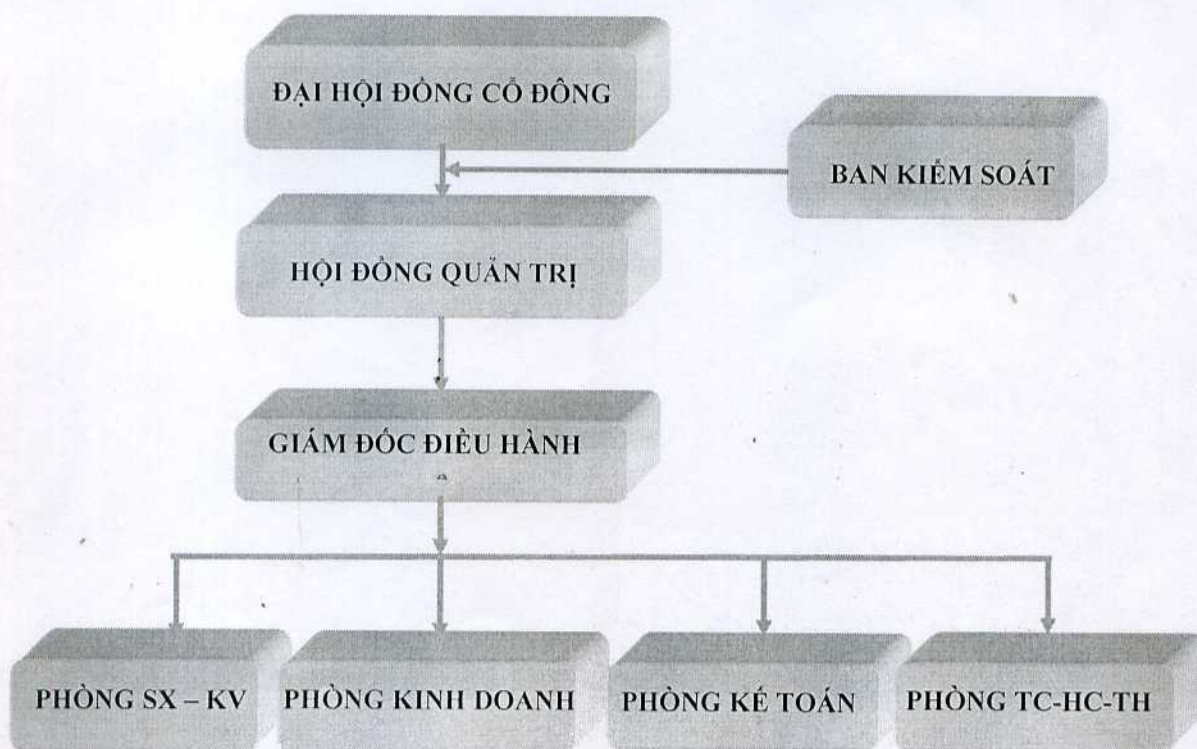 ĐẠI HỘI ĐỒNG CỔ ĐÔNG
BAN KIỂM SOÁT
HỘI ĐỒNG QUẢN TRỊ
GIÁM ĐỐC ĐIỀU HÀNH
PHÒNG SX – KV
PHÒNG KINH DOANH
PHÒNG KẾ TOÁN
PHÒNG TC-HC-TH